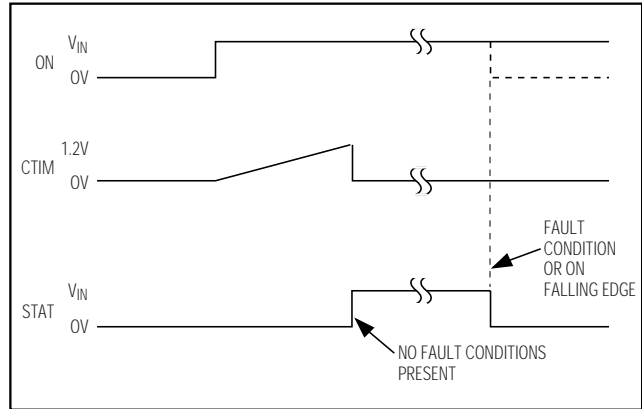 V_IN
ON
0V
1.2V
CTIM
0V
FAULT
CONDITION
OR ON
FALLING EDGE
V_IN
STAT
0V
NO FAULT CONDITIONS
PRESENT